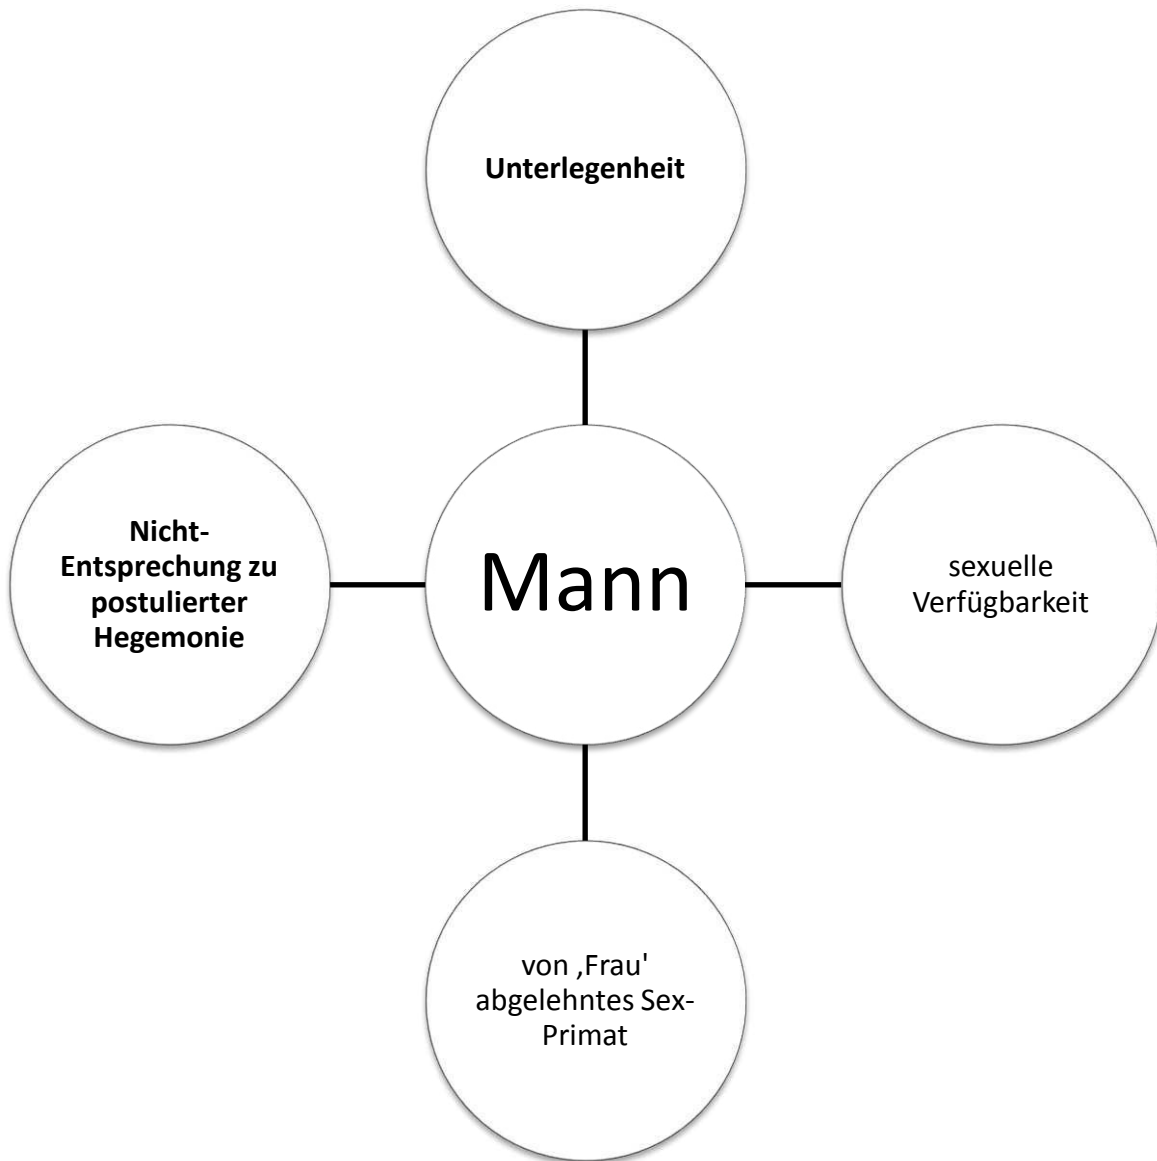 Unterlegenheit
Nicht-
Entsprechung zu
postulierter
Hegemonie
Mann
sexuelle
Verfügbarkeit
von ‚Frau'
abgelehntes Sex-
Primat